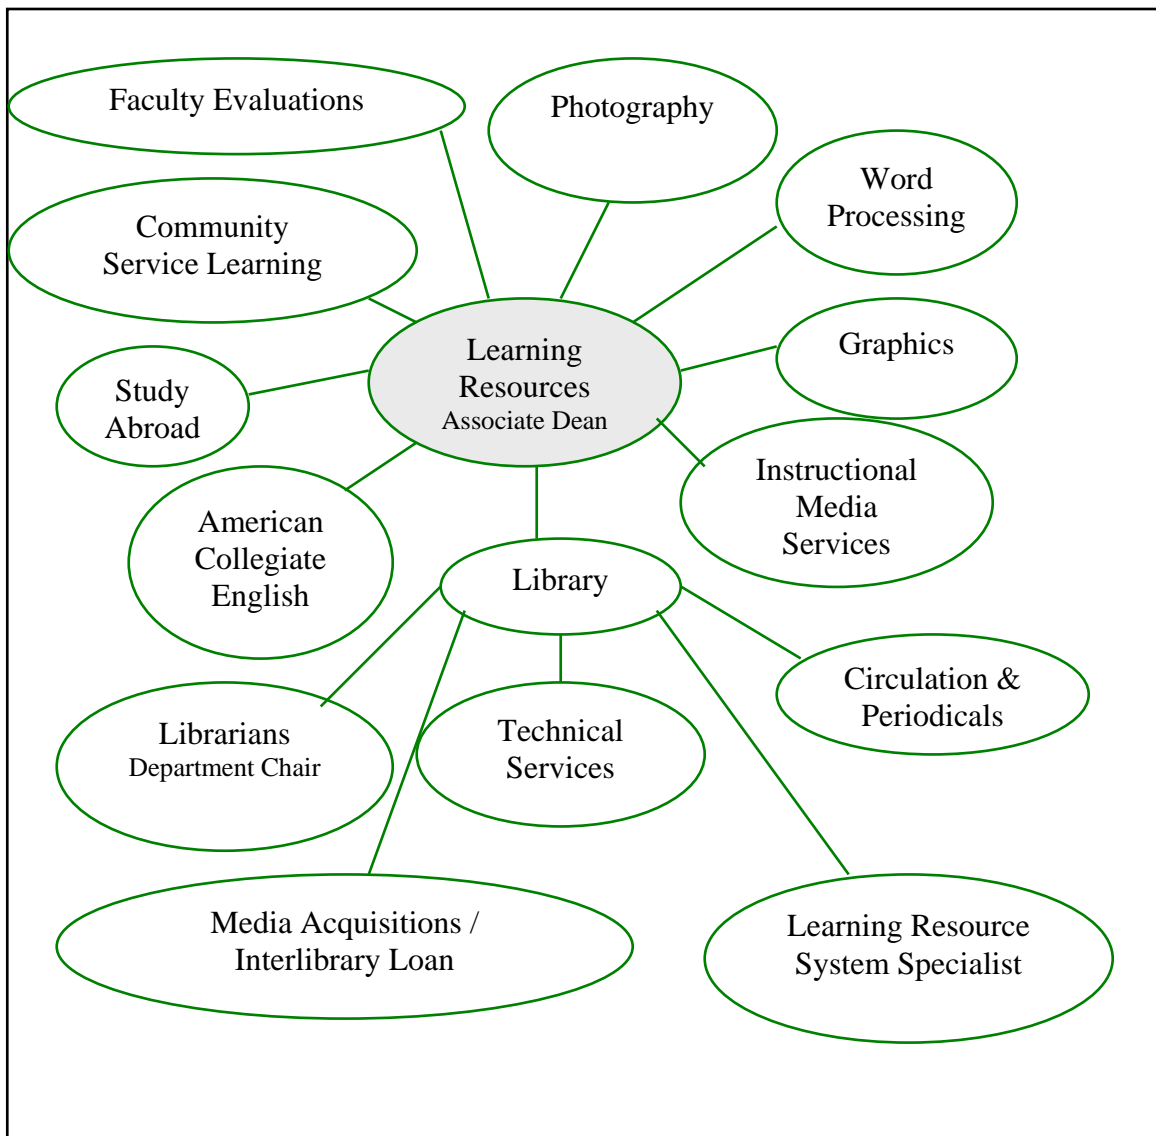 Faculty Evaluations
Photography
Word
Processing
Community
Service Learning
Learning
Resources
Associate Dean
Graphics
Study
Abroad
Instructional
Media
Services
American
Collegiate
English
Library
Circulation &
Periodicals
Librarians
Department Chair
Technical
Services
Media Acquisitions /
Interlibrary Loan
Learning Resource
System Specialist